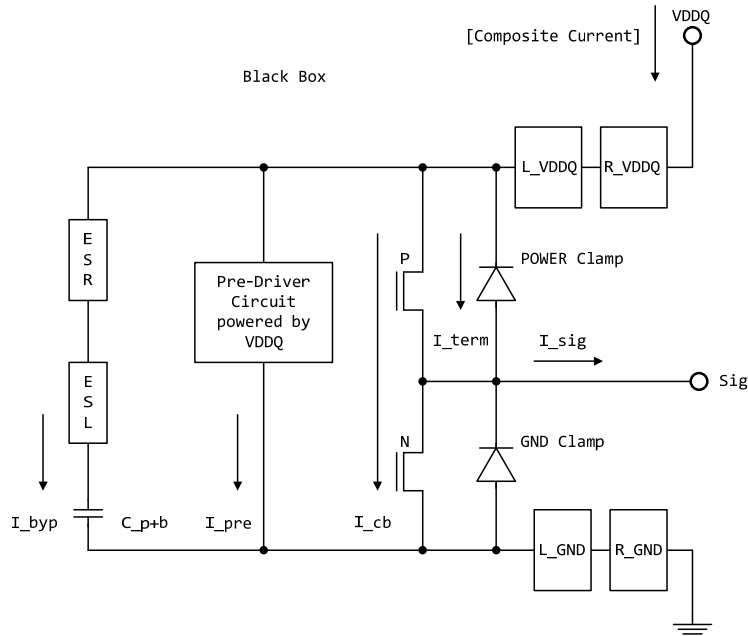 VDDQ
[Composite Current]
Black Box
L_VDDQ
R_VDDQ
E
S
R
Pre-Driver
Circuit
powered by
VDDQ
P
POWER Clamp
I_term
I_sig
Sig
E
S
L
N
GND Clamp
I_byp
C_p+b
I_pre
I_cb
L_GND
R_GND